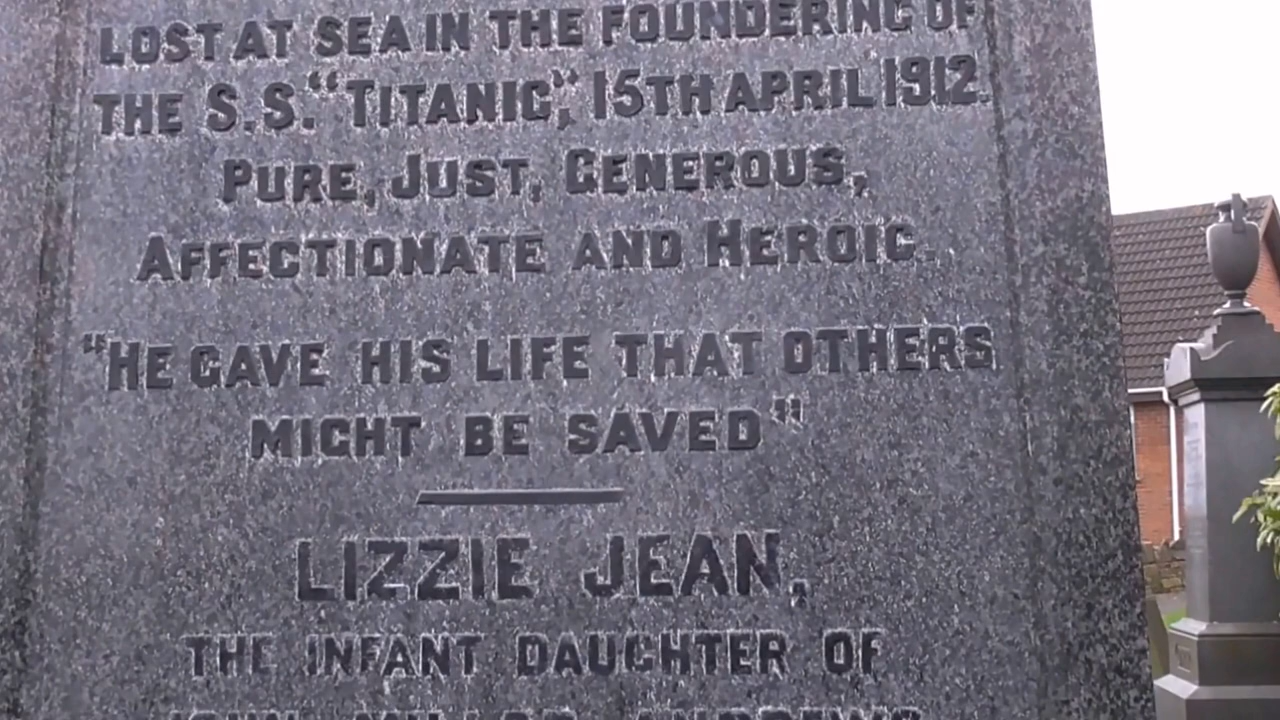 LOST AT SEA IN THE FOUNDERING OF
THE S.S. "TITANIC", 15TH APRIL 1912.
PURE, JUST, GENEROUS,
AFFECTIONATE AND HEROIC.
"HE GAVE HIS LIFE THAT OTHERS
MIGHT BE SAVED"
LIZZIE JEAN,
THE INFANT DAUGHTER OF